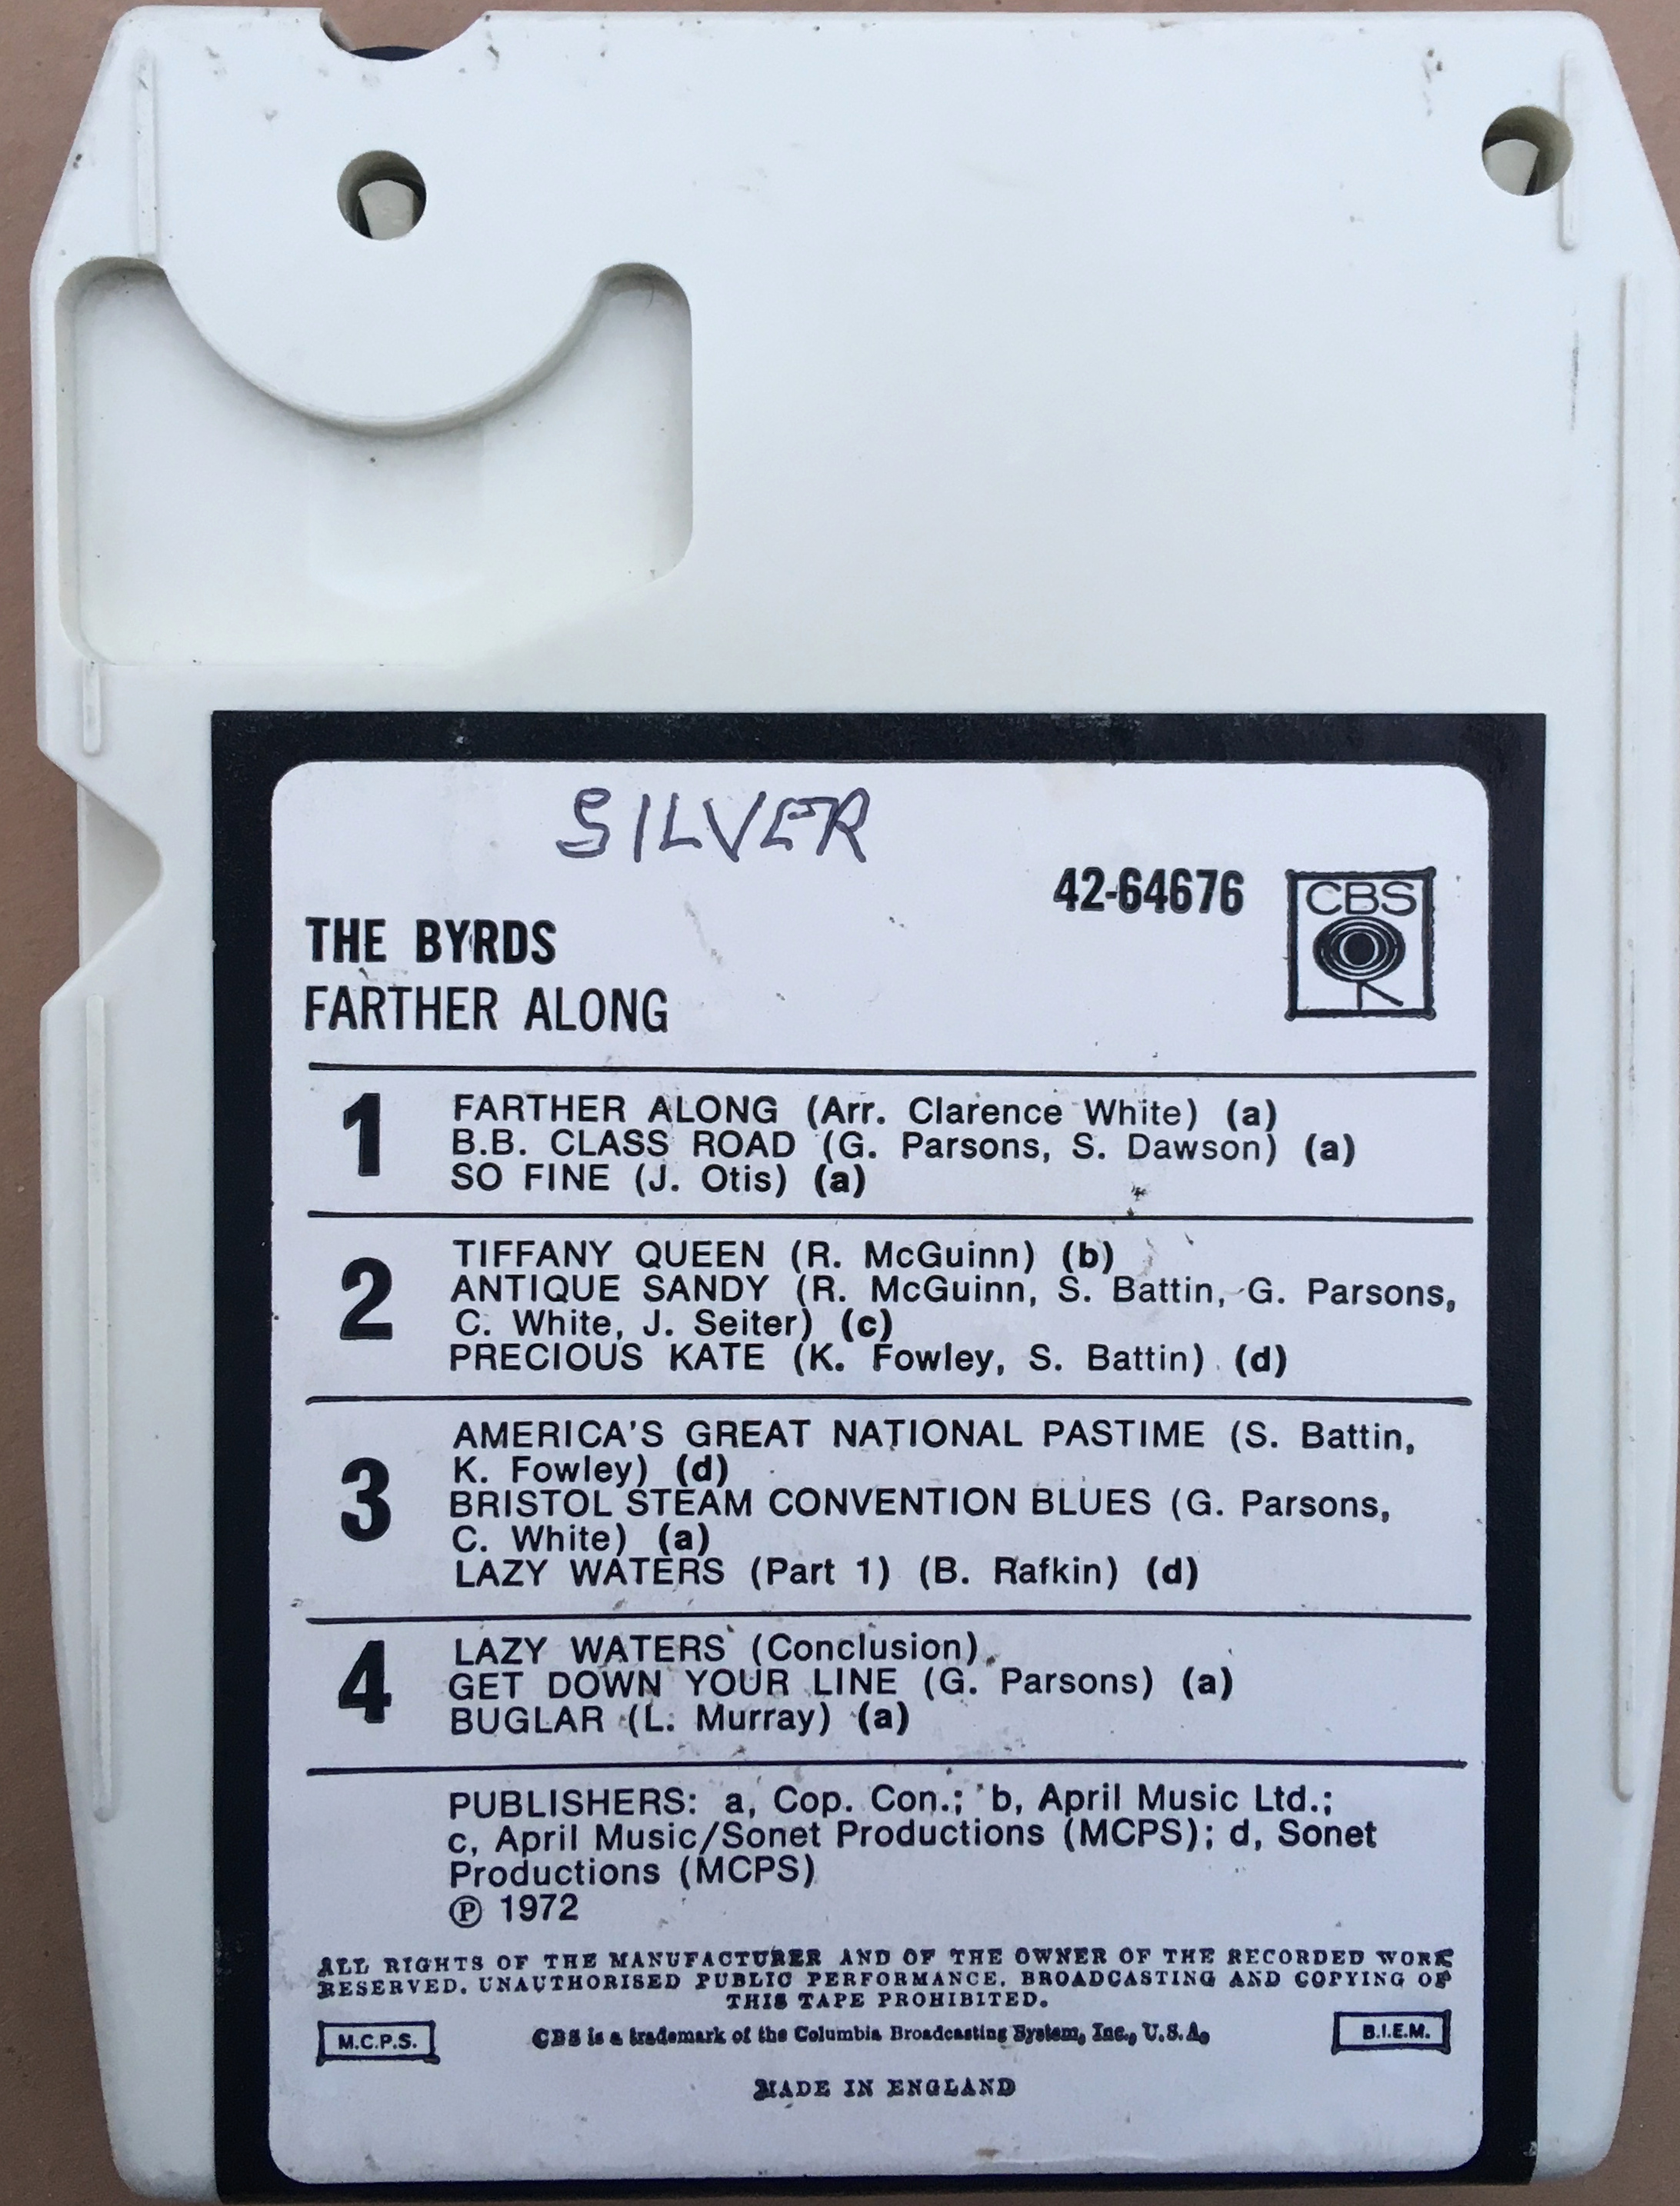 SILVER
42-64676
CBS
THE BYRDS
FARTHER ALONG
1
FARTHER ALONG (Arr. Clarence White) (a)
B.B. CLASS ROAD (G. Parsons, S. Dawson) (a)
SO FINE (J. Otis) (a)
2
TIFFANY QUEEN (R. McGuinn) (b)
ANTIQUE SANDY (R. McGuinn, S. Battin, G. Parsons,
C. White, J. Seiter) (c)
PRECIOUS KATE (K. Fowley, S. Battin) (d)
3
AMERICA'S GREAT NATIONAL PASTIME (S. Battin,
K. Fowley) (d)
BRISTOL STEAM CONVENTION BLUES (G. Parsons,
C. White) (a)
LAZY WATERS (Part 1) (B. Rafkin) (d)
4
LAZY WATERS (Conclusion)
GET DOWN YOUR LINE (G. Parsons) (a)
BUGLAR (L. Murray) (a)
PUBLISHERS: a, Cop. Con.; b, April Music Ltd.;
c, April Music/Sonet Productions (MCPS); d, Sonet
Productions (MCPS)
Ⓟ 1972
ALL RIGHTS OF THE MANUFACTURER AND OF THE OWNER OF THE RECORDED WORK
RESERVED. UNAUTHORISED PUBLIC PERFORMANCE, BROADCASTING AND COPYING OF
THIS TAPE PROHIBITED.
M.C.P.S.
CBS is a trademark of the Columbia Broadcasting System, Inc., U.S.A.
B.I.E.M.
MADE IN ENGLAND